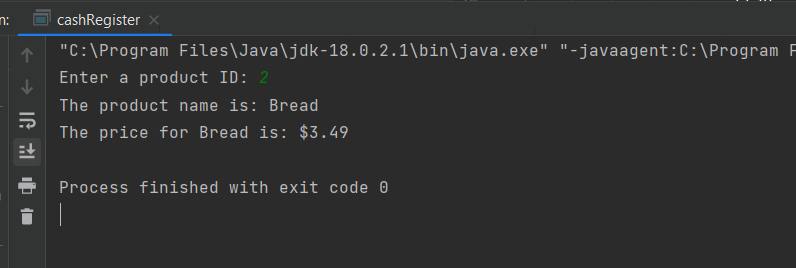 n:
cashRegister
"C:\Program Files\Java\jdk-18.0.2.1\bin\java.exe" "-javaagent:C:\Program F
Enter a product ID: 2
The product name is: Bread
The price for Bread is: $3.49
Process finished with exit code 0